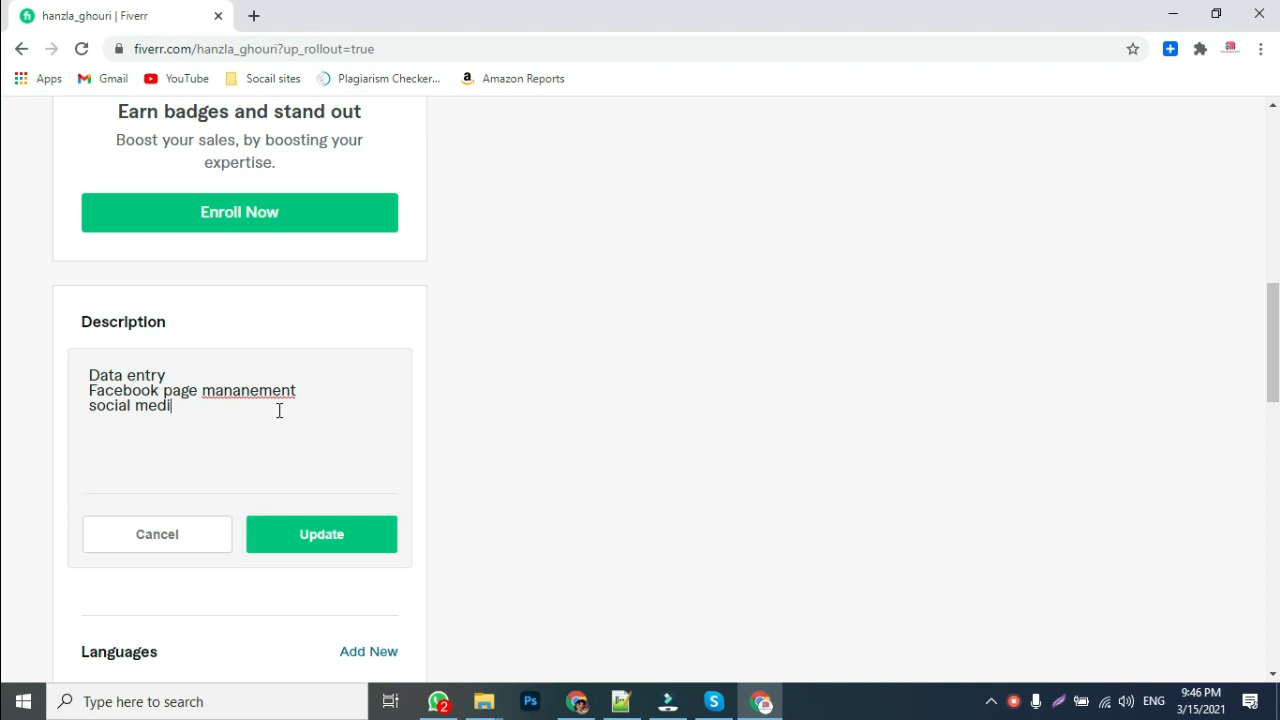 hanzla_ghouri | Fiverr
fiverr.com/hanzla_ghouri?up_rollout=true
Apps
Gmail
YouTube
Socail sites
Plagiarism Checker...
Amazon Reports
Earn badges and stand out
Boost your sales, by boosting your
expertise.
Enroll Now
Description
Data entry
Facebook page mananement
social medi
Cancel
Update
Languages
Add New
Type here to search
2
Ps
ENG
9:46 PM
3/15/2021